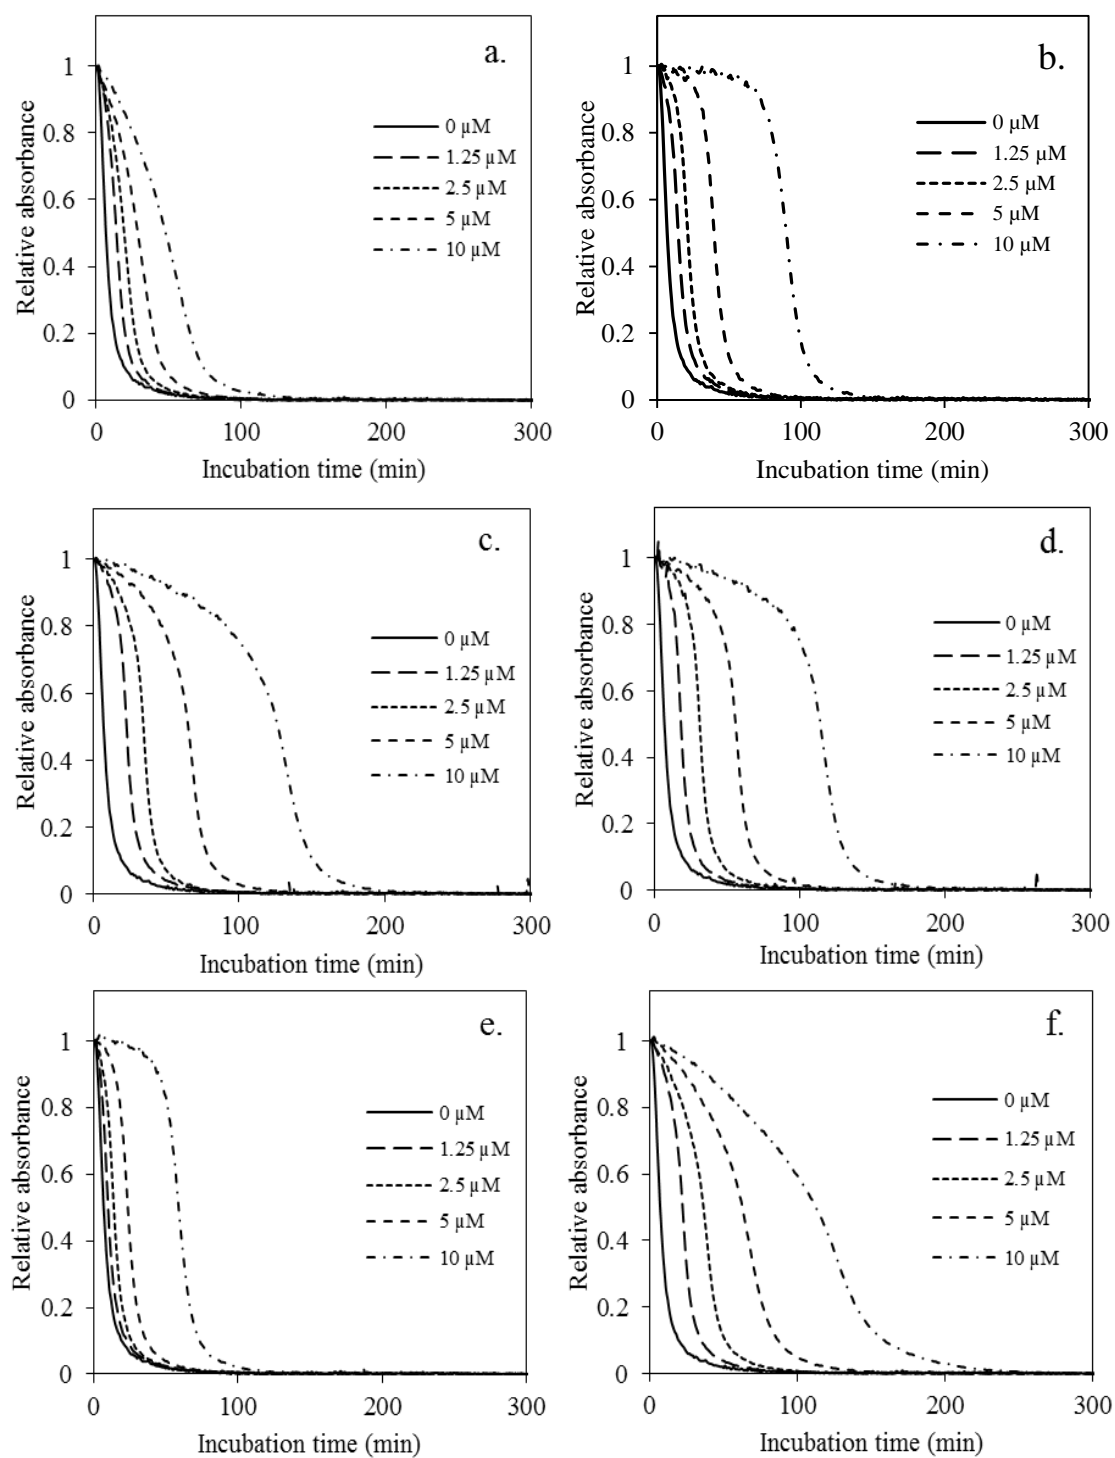 a.
Relative absorbance
1
0.8
0.6
0.4
0.2
0
0 µM
1.25 µM
2.5 µM
5 µM
10 µM
0 100 200 300
Incubation time (min)
b.
Relative absorbance
1
0.8
0.6
0.4
0.2
0
0 µM
1.25 µM
2.5 µM
5 µM
10 µM
0 100 200 300
Incubation time (min)
c.
Relative absorbance
1
0.8
0.6
0.4
0.2
0
0 µM
1.25 µM
2.5 µM
5 µM
10 µM
0 100 200 300
Incubation time (min)
d.
Relative absorbance
1
0.8
0.6
0.4
0.2
0
0 µM
1.25 µM
2.5 µM
5 µM
10 µM
0 100 200 300
Incubation time (min)
e.
Relative absorbance
1
0.8
0.6
0.4
0.2
0
0 µM
1.25 µM
2.5 µM
5 µM
10 µM
0 100 200 300
Incubation time (min)
f.
Relative absorbance
1
0.8
0.6
0.4
0.2
0
0 µM
1.25 µM
2.5 µM
5 µM
10 µM
0 100 200 300
Incubation time (min)